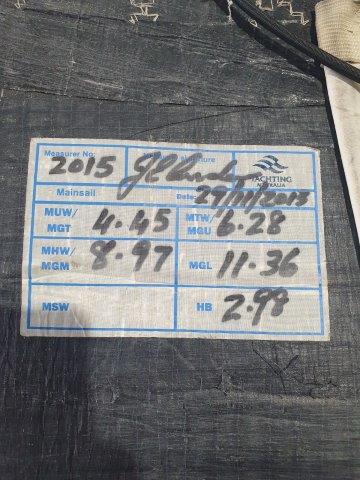 Measurer No: 2015
YACHTING
AUSTRALIA
Mainsail Date: 29/11/2013
MUW/
MGT 4.45
MTW/
MGU 6.28
MHW/
MGM 8.97
MGL 11.36
MSW
HB 2.98